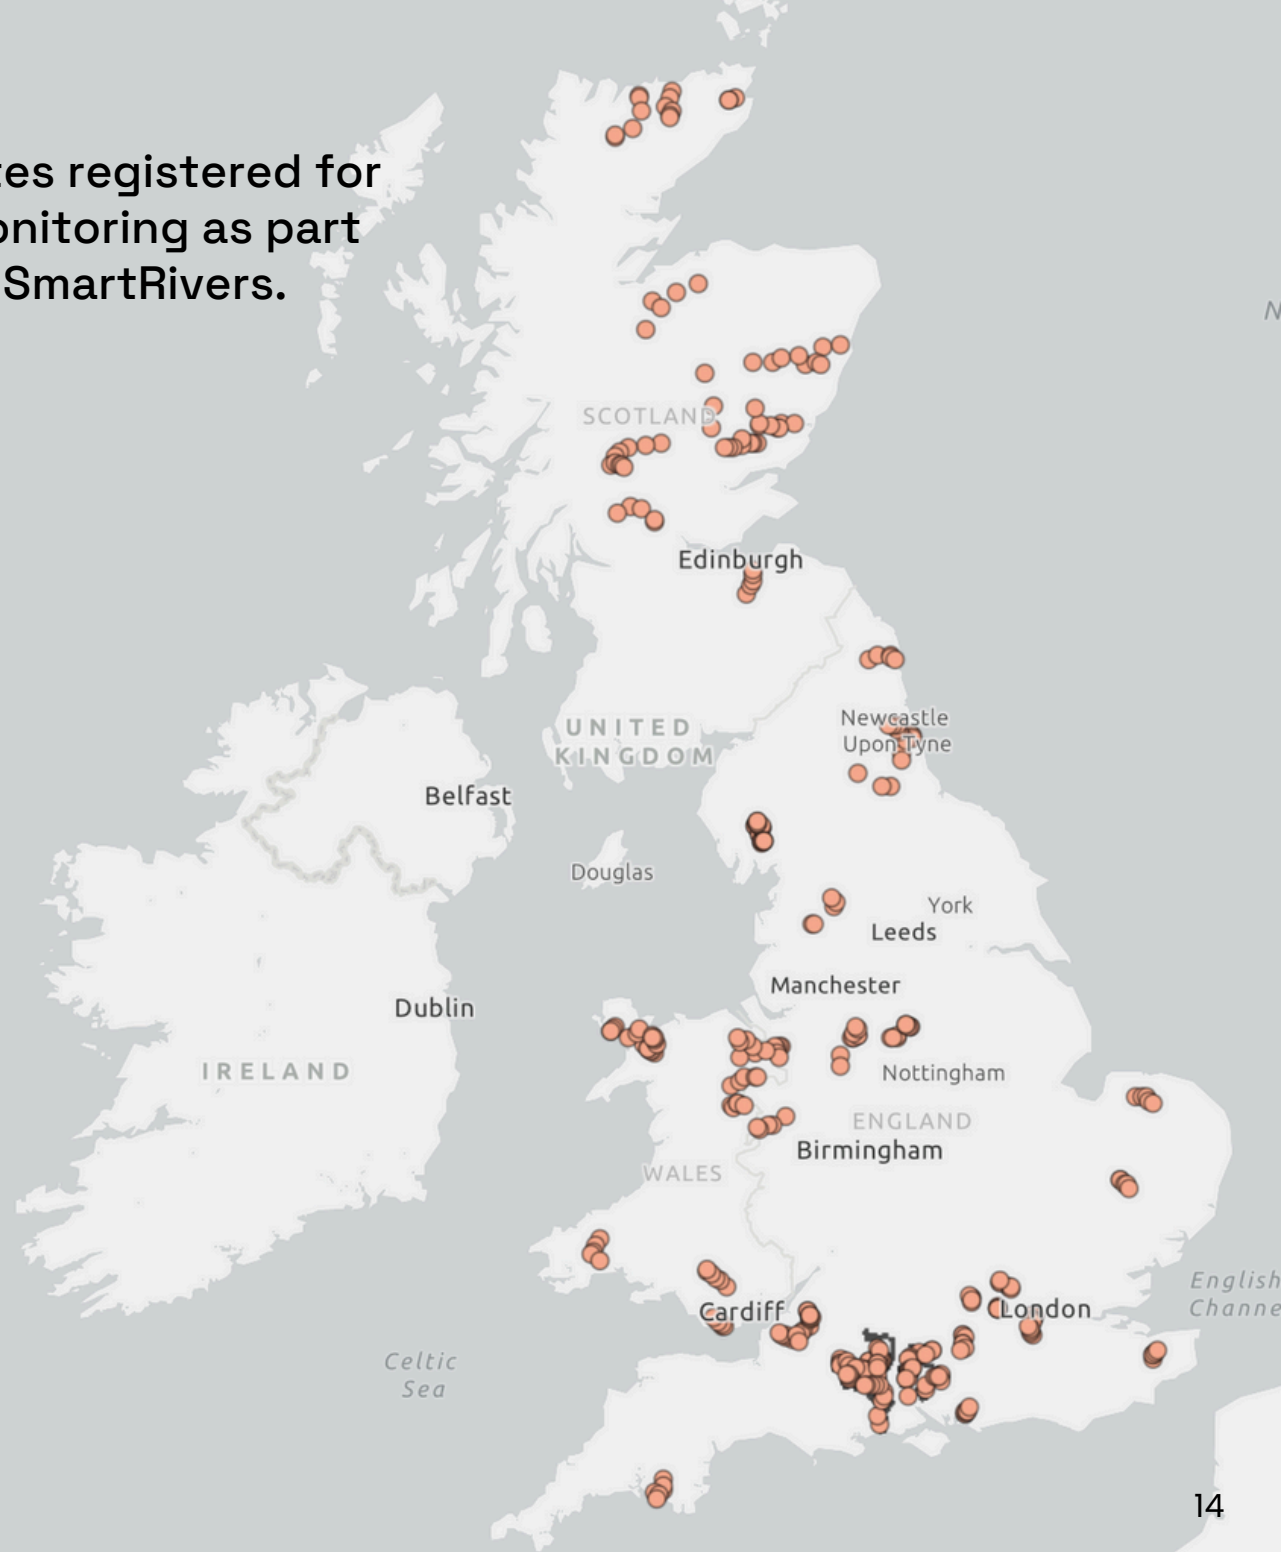 tes registered for
onitoring as part
SmartRivers.
N
SCOTLAND
Edinburgh
UNITED
KINGDOM
Newcastle
Upon Tyne
Belfast
Douglas
York
Leeds
Manchester
Dublin
IRELAND
Nottingham
ENGLAND
Birmingham
WALES
English
Channe
Cardiff
London
Celtic
Sea
14